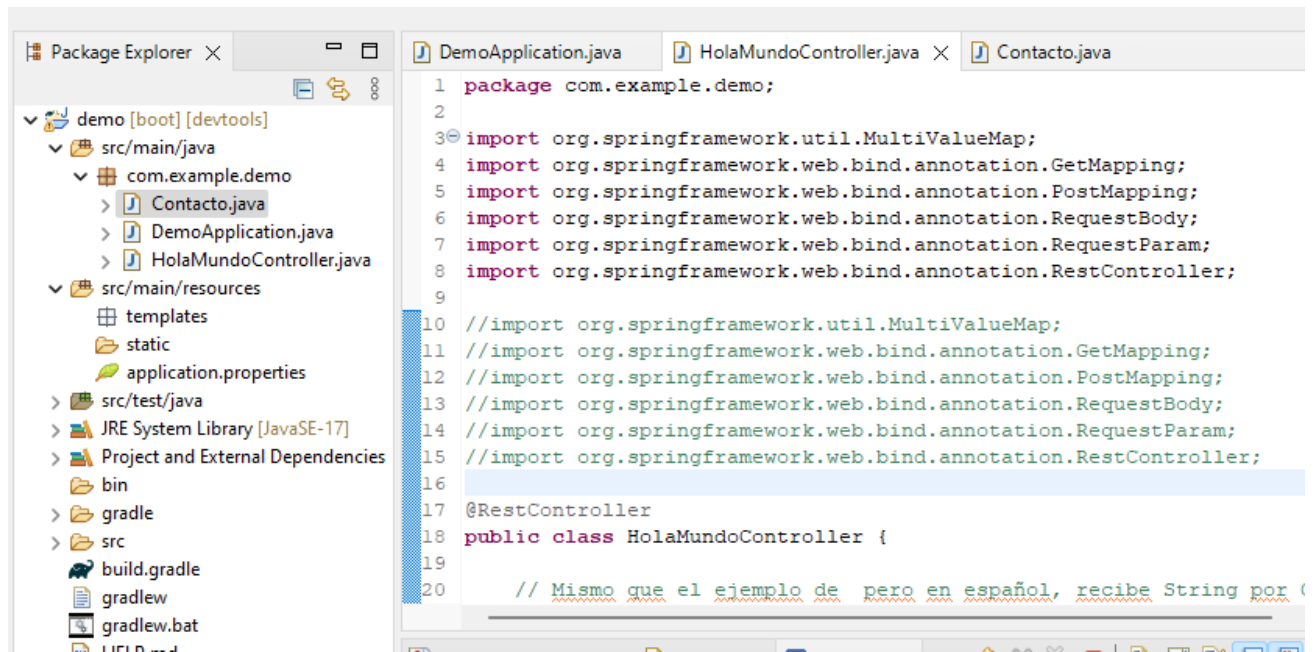 Package Explorer
demo [boot] [devtools]
src/main/java
com.example.demo
Contacto.java
DemoApplication.java
HolaMundoController.java
src/main/resources
templates
static
application.properties
src/test/java
JRE System Library [JavaSE-17]
Project and External Dependencies
bin
gradle
src
build.gradle
gradlew
gradlew.bat
DemoApplication.java HolaMundoController.java Contacto.java
1 package com.example.demo;
2
3 import org.springframework.util.MultiValueMap;
4 import org.springframework.web.bind.annotation.GetMapping;
5 import org.springframework.web.bind.annotation.PostMapping;
6 import org.springframework.web.bind.annotation.RequestBody;
7 import org.springframework.web.bind.annotation.RequestParam;
8 import org.springframework.web.bind.annotation.RestController;
9
10 //import org.springframework.util.MultiValueMap;
11 //import org.springframework.web.bind.annotation.GetMapping;
12 //import org.springframework.web.bind.annotation.PostMapping;
13 //import org.springframework.web.bind.annotation.RequestBody;
14 //import org.springframework.web.bind.annotation.RequestParam;
15 //import org.springframework.web.bind.annotation.RestController;
16
17 @RestController
18 public class HolaMundoController {
19
20 // Mismo que el ejemplo de pero en español, recibe String por